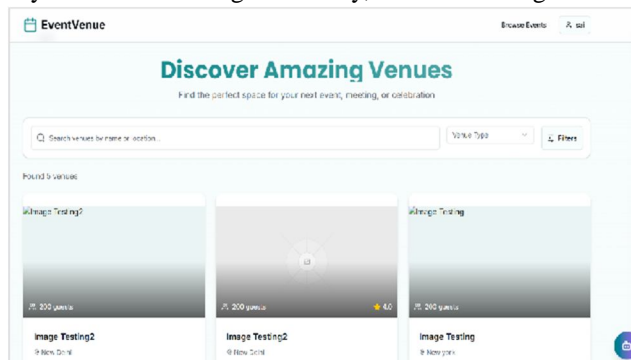 EventVenue
Browse Events
sai
Discover Amazing Venues
Find the perfect space for your next event, meeting, or celebration
Search venues by name or location...
Venue Type
Filters
Found 5 venues
Image Testing2
Image Testing
200 guests
200 guests
4.0
200 guests
Image Testing2
Image Testing2
Image Testing
New Delhi
New Delhi
New york